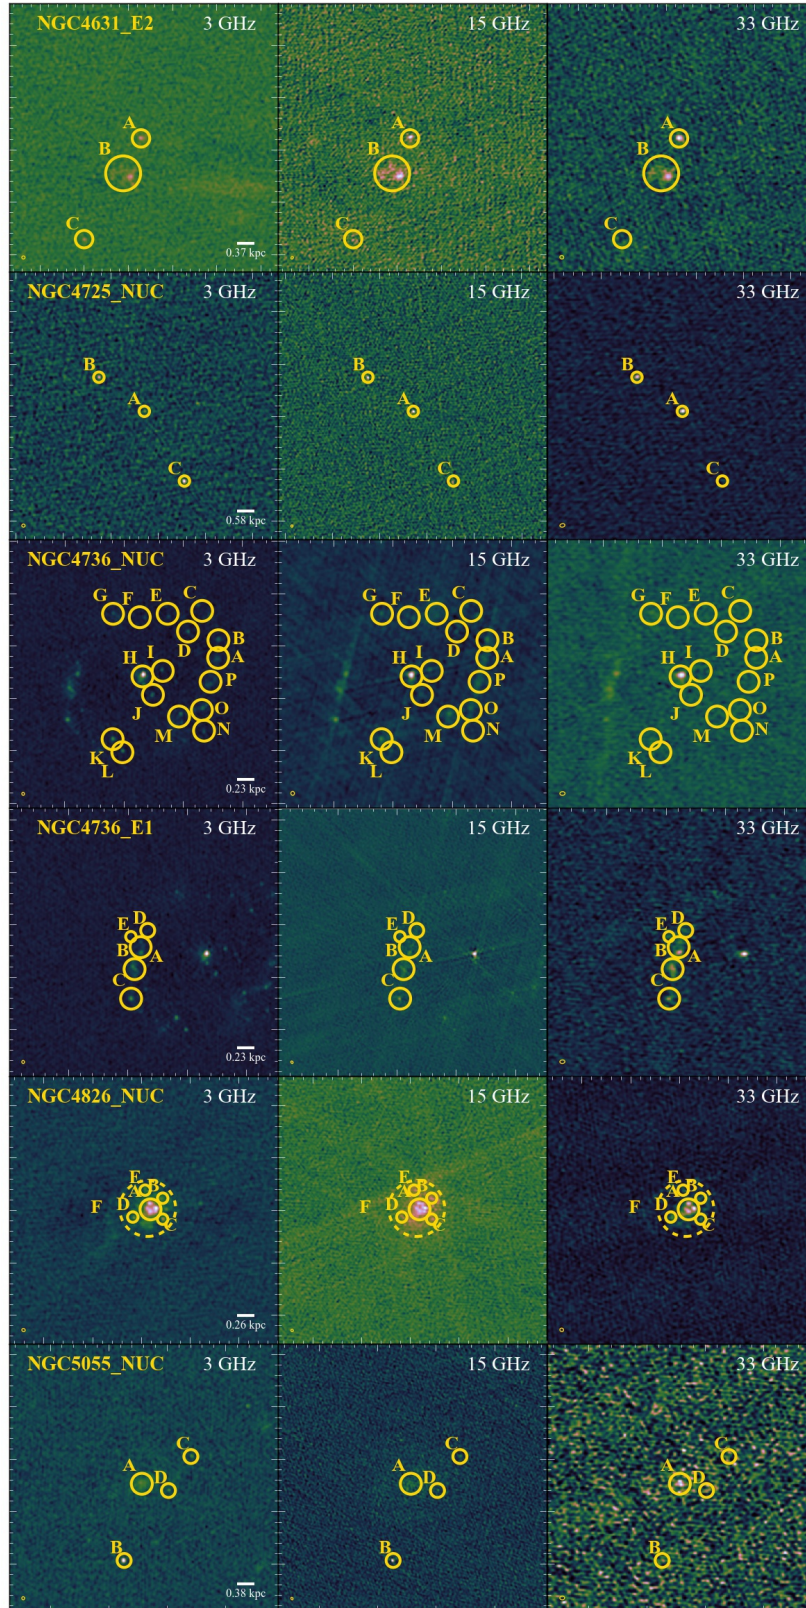 NGC4631_E2 3 GHz 15 GHz 33 GHz
A A A
B B B
C C C
0.37 kpc
NGC4725_NUC 3 GHz 15 GHz 33 GHz
B B B
A A A
C C C
0.58 kpc
NGC4736_NUC 3 GHz 15 GHz 33 GHz
G F E C G F E C G F E C
D B D B D B
H I A H I A H I A
P P P
J O J O J O
M N M N M N
K K K
L L L
0.23 kpc
NGC4736_E1 3 GHz 15 GHz 33 GHz
E D E D E D
B A B A B A
C C C
0.23 kpc
NGC4826_NUC 3 GHz 15 GHz 33 GHz
E B E B E B
A A A
F D C F D C F D C
0.26 kpc
NGC5055_NUC 3 GHz 15 GHz 33 GHz
C C C
A D A D A D
B B B
0.38 kpc